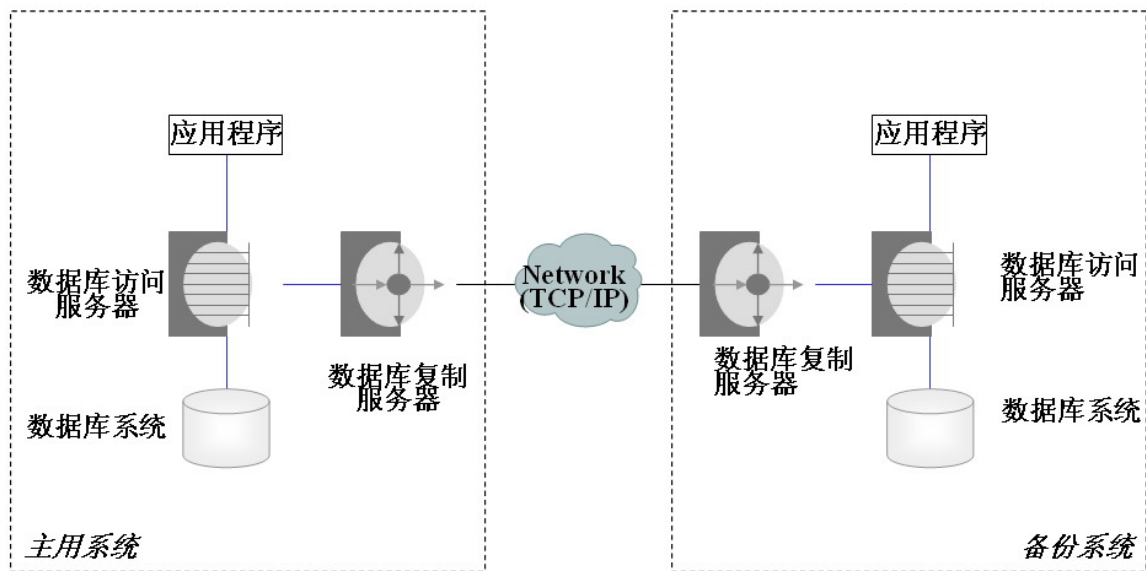 应用程序
数据库访问
服务器
数据库复制
服务器
数据库系统
主用系统
Network
(TCP/IP)
应用程序
数据库访问
服务器
数据库复制
服务器
数据库系统
备份系统